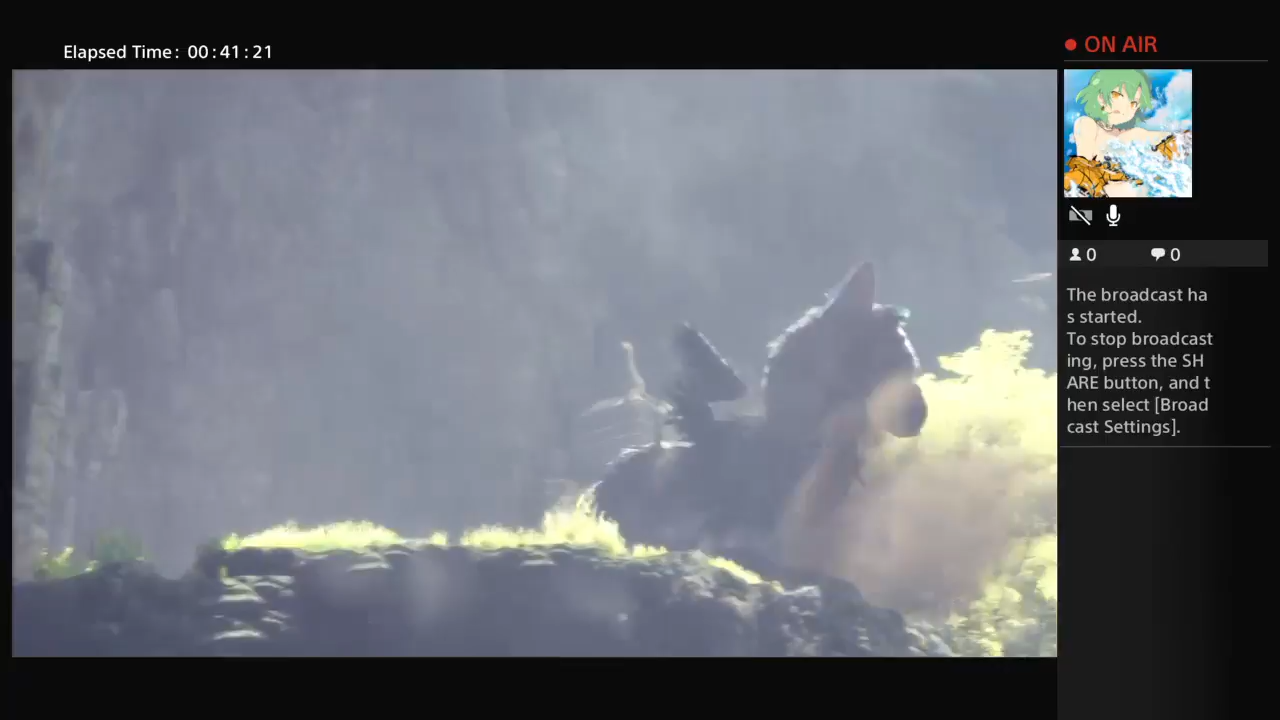 Elapsed Time: 00:41:21
ON AIR
0 0
The broadcast ha
s started.
To stop broadcast
ing, press the SH
ARE button, and t
hen select [Broad
cast Settings].